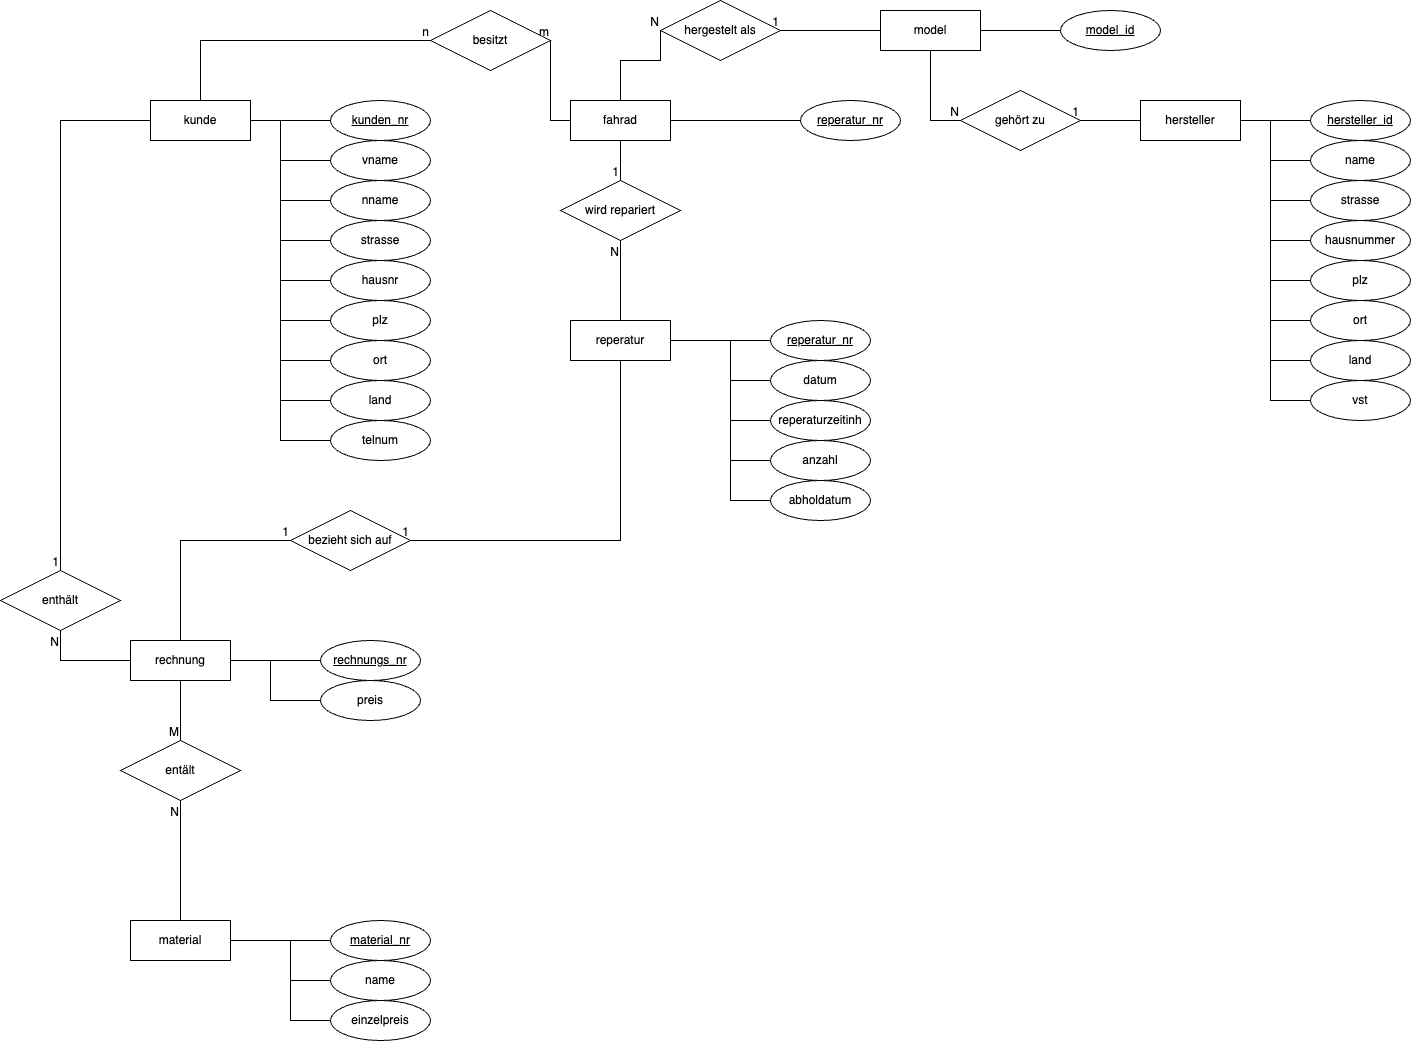 N
hergestelt als
1
model
model_id
n
besitzt
m
kunde
kunden_nr
fahrad
reperatur_nr
N
gehört zu
1
hersteller
hersteller_id
vname
name
nname
1
wird repariert
strasse
strasse
N
hausnummer
hausnr
plz
plz
reperatur
reperatur_nr
ort
ort
datum
land
land
reperaturzeitinh
vst
telnum
anzahl
abholdatum
1
bezieht sich auf
1
1
enthält
N
rechnung
rechnungs_nr
preis
M
entält
N
material
material_nr
name
einzelpreis